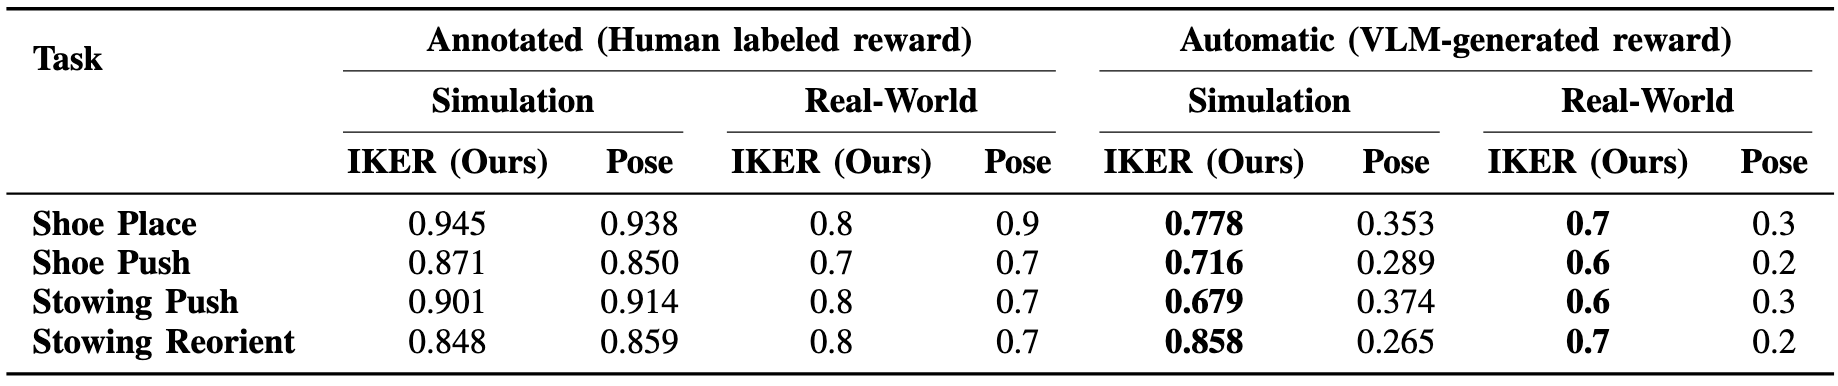 Task Annotated (Human labeled reward) Automatic (VLM-generated reward)
Simulation Real-World Simulation Real-World
IKER (Ours) Pose IKER (Ours) Pose IKER (Ours) Pose IKER (Ours) Pose
Shoe Place 0.945 0.938 0.8 0.9 0.778 0.353 0.7 0.3
Shoe Push 0.871 0.850 0.7 0.7 0.716 0.289 0.6 0.2
Stowing Push 0.901 0.914 0.8 0.7 0.679 0.374 0.6 0.3
Stowing Reorient 0.848 0.859 0.8 0.7 0.858 0.265 0.7 0.2